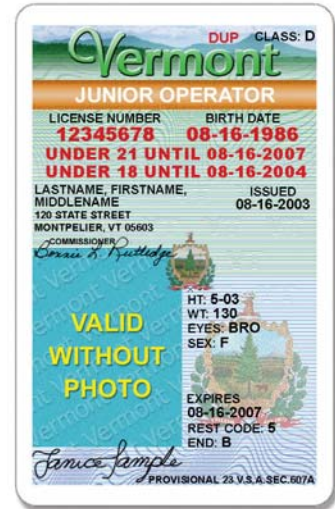 DUP CLASS: D
Vermont
JUNIOR OPERATOR
LICENSE NUMBER BIRTH DATE
12345678 08-16-1986
UNDER 21 UNTIL 08-16-2007
UNDER 18 UNTIL 08-16-2004
LASTNAME, FIRSTNAME, ISSUED
MIDDLENAME 08-16-2003
120 STATE STREET
MONTPELIER, VT 05603
COMMISSIONER
Bonnie L. Rutledge
HT: 5-03
WT: 130
EYES: BRO
SEX: F
VALID
WITHOUT
PHOTO
EXPIRES
08-16-2007
REST CODE: 5
END: B
Janice Sample
PROVISIONAL 23 V.S.A. SEC.607A